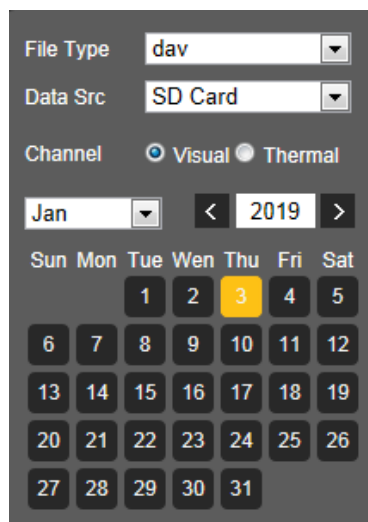 File Type dav
Data Src SD Card
Channel Visual Thermal
Jan < 2019 >
Sun Mon Tue Wen Thu Fri Sat
1 2 3 4 5
6 7 8 9 10 11 12
13 14 15 16 17 18 19
20 21 22 23 24 25 26
27 28 29 30 31